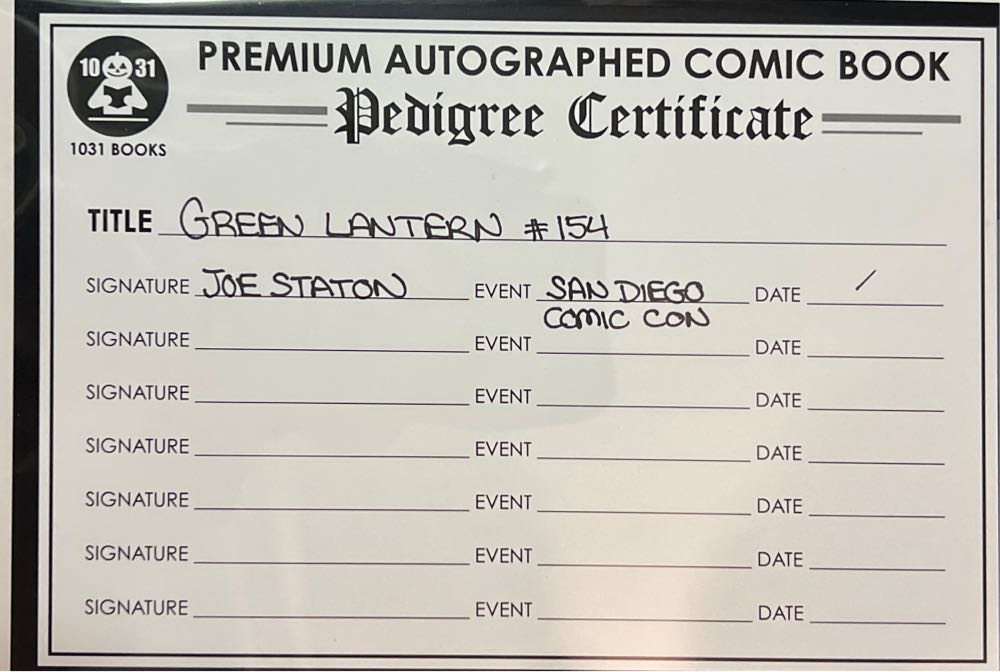 10 31
1031 BOOKS
PREMIUM AUTOGRAPHED COMIC BOOK
Pedigree Certificate
TITLE GREEN LANTERN #154
SIGNATURE JOE STATON EVENT SAN DIEGO DATE /
COMIC CON
SIGNATURE EVENT DATE
SIGNATURE EVENT DATE
SIGNATURE EVENT DATE
SIGNATURE EVENT DATE
SIGNATURE EVENT DATE
SIGNATURE EVENT DATE